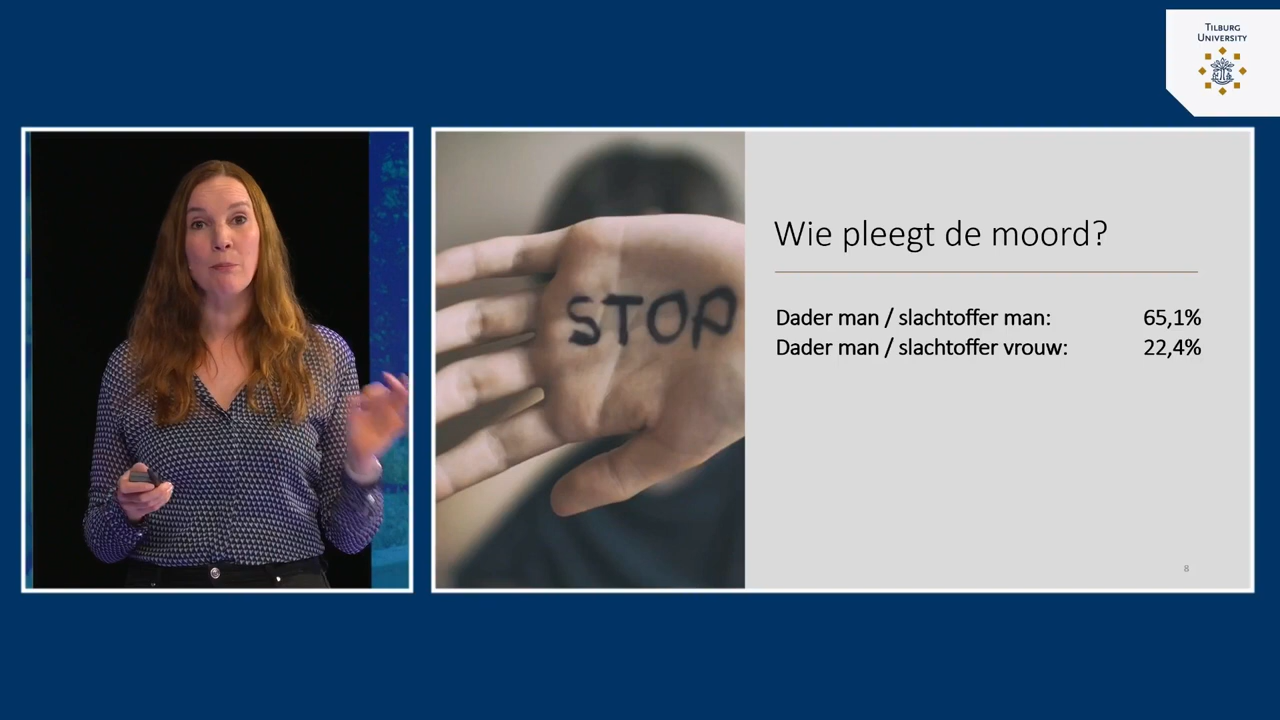 TILBURG
UNIVERSITY
STOP
Wie pleegt de moord?
Dader man / slachtoffer man: 65,1%
Dader man / slachtoffer vrouw: 22,4%
8